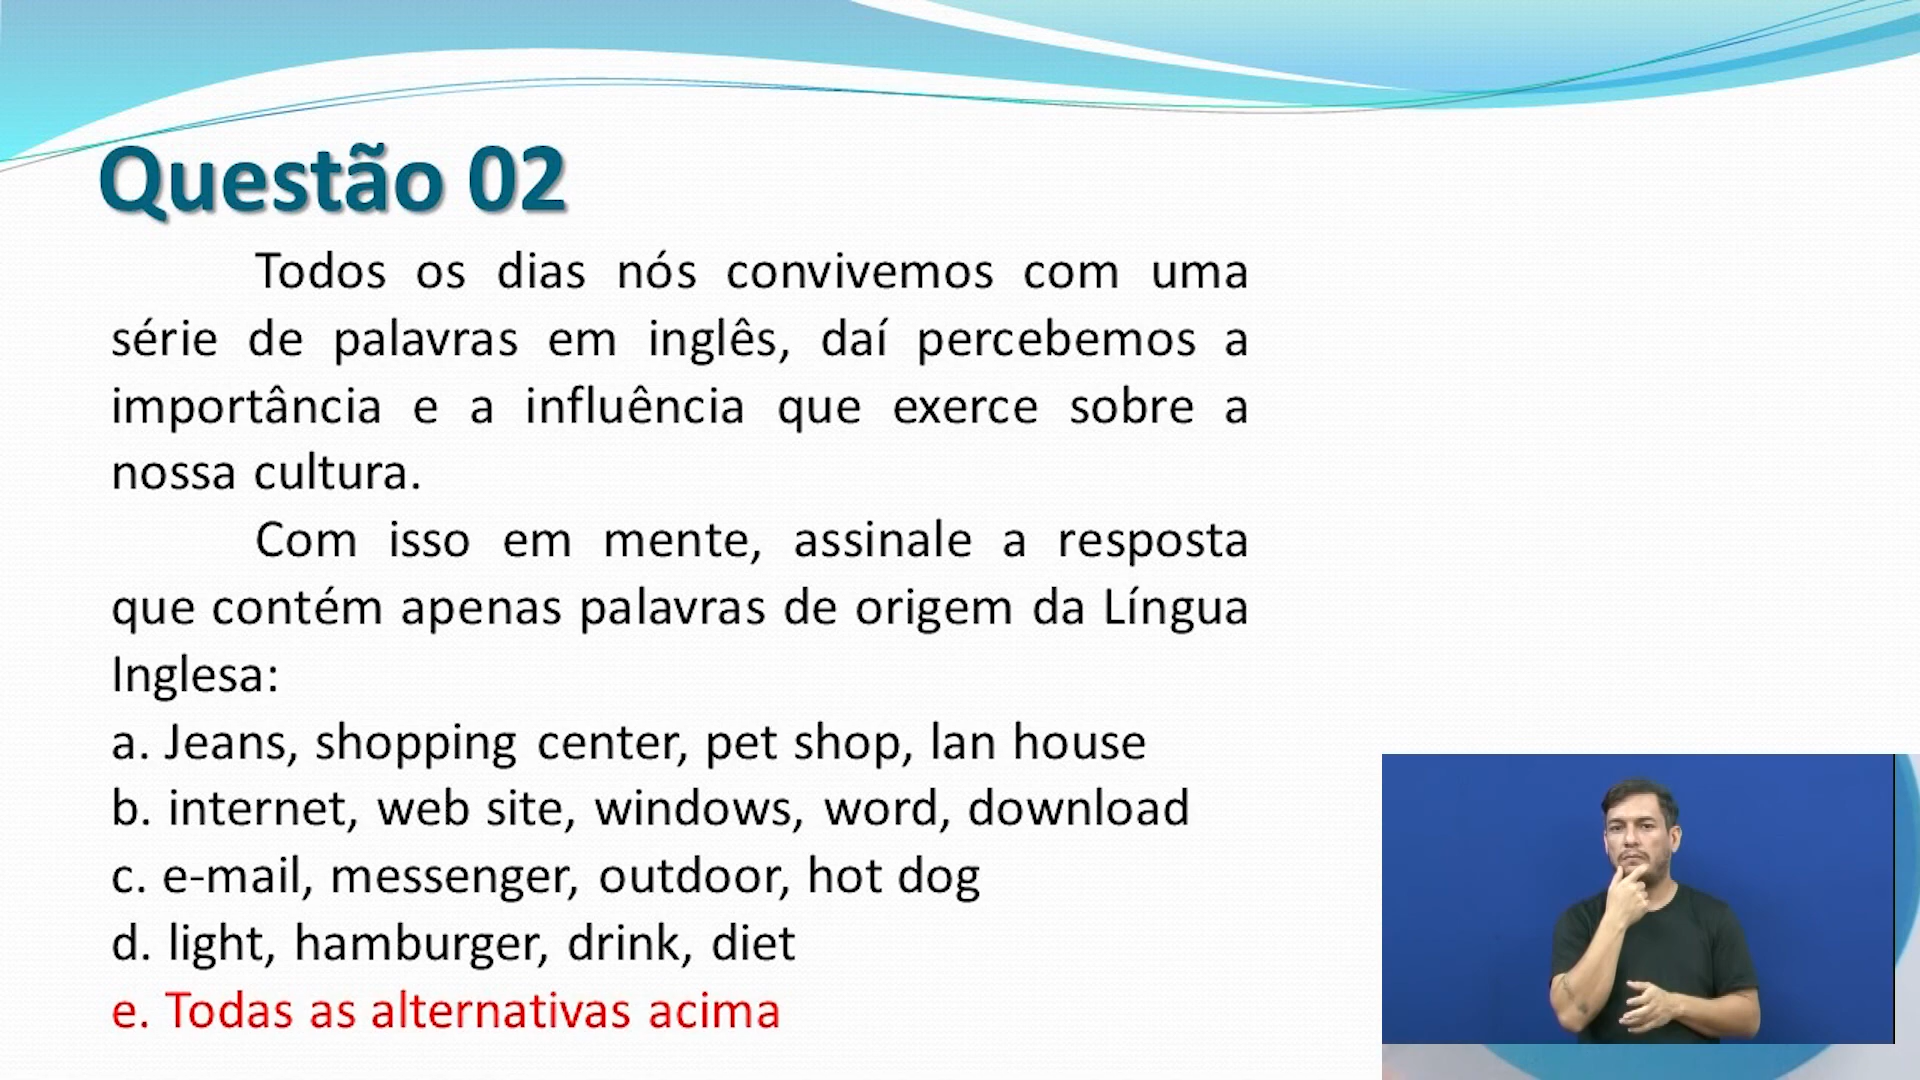 Questão 02
Todos os dias nós convivemos com uma
série de palavras em inglês, daí percebemos a
importância e a influência que exerce sobre a
nossa cultura.
Com isso em mente, assinale a resposta
que contém apenas palavras de origem da Língua
Inglesa:
a. Jeans, shopping center, pet shop, lan house
b. internet, web site, windows, word, download
c. e-mail, messenger, outdoor, hot dog
d. light, hamburger, drink, diet
e. Todas as alternativas acima